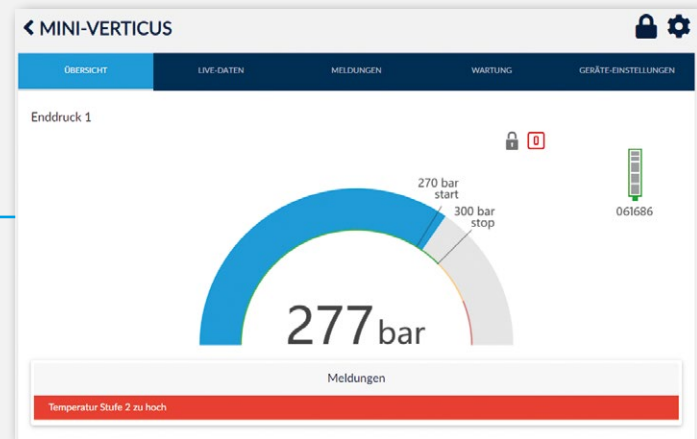 MINI-VERTICUS
ÜBERSICHT
LIVE-DATEN
MELDUNGEN
WARTUNG
GERÄTE-EINSTELLUNGEN
Enddruck 1
0
270 bar
start
300 bar
stop
061686
277 bar
Meldungen
Temperatur Stufe 2 zu hoch